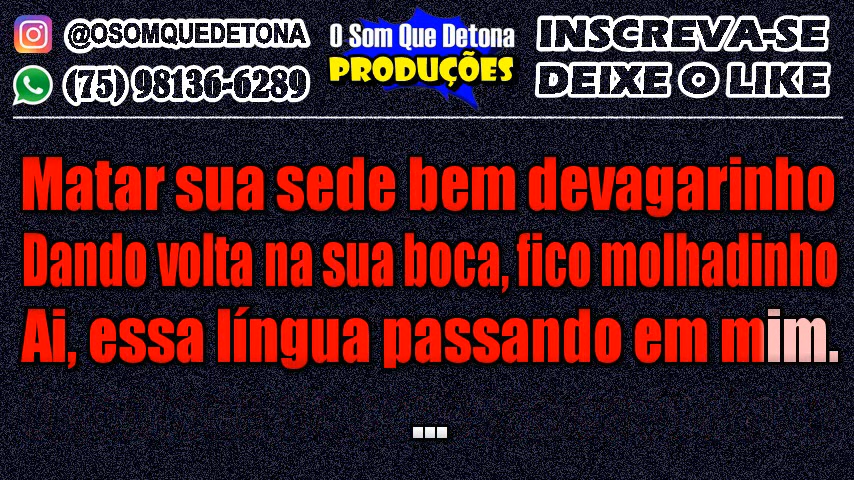 @OSOMQUEDETONA
(75) 98136-6289
O Som Que Detona
PRODUÇÕES
INSCREVA-SE
DEIXE O LIKE
Matar sua sede bem devagarinho
Dando volta na sua boca, fico molhadinho
Ai, essa língua passando em mim.
...